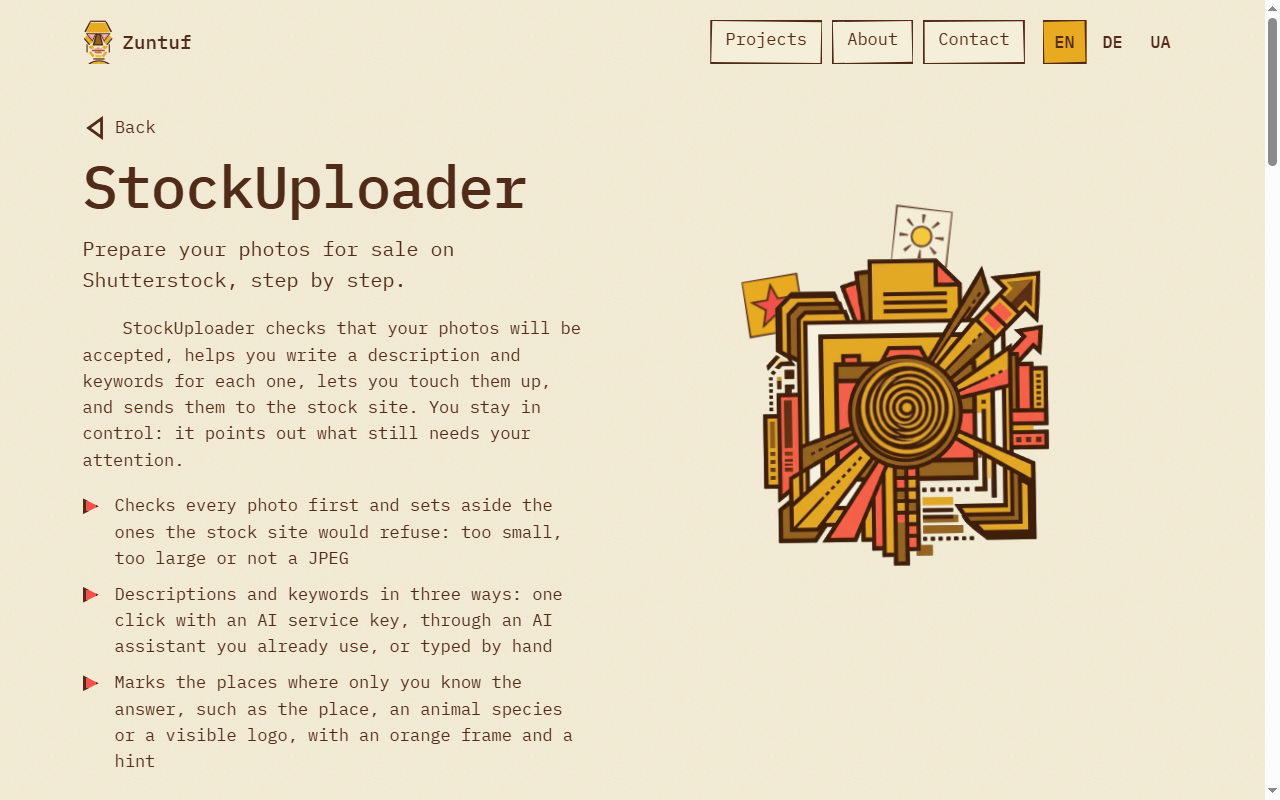 Zuntuf
Projects
About
Contact
EN
DE
UA
Back
StockUploader
Prepare your photos for sale on
Shutterstock, step by step.
StockUploader checks that your photos will be
accepted, helps you write a description and
keywords for each one, lets you touch them up,
and sends them to the stock site. You stay in
control: it points out what still needs your
attention.
Checks every photo first and sets aside the
ones the stock site would refuse: too small,
too large or not a JPEG
Descriptions and keywords in three ways: one
click with an AI service key, through an AI
assistant you already use, or typed by hand
Marks the places where only you know the
answer, such as the place, an animal species
or a visible logo, with an orange frame and a
hint